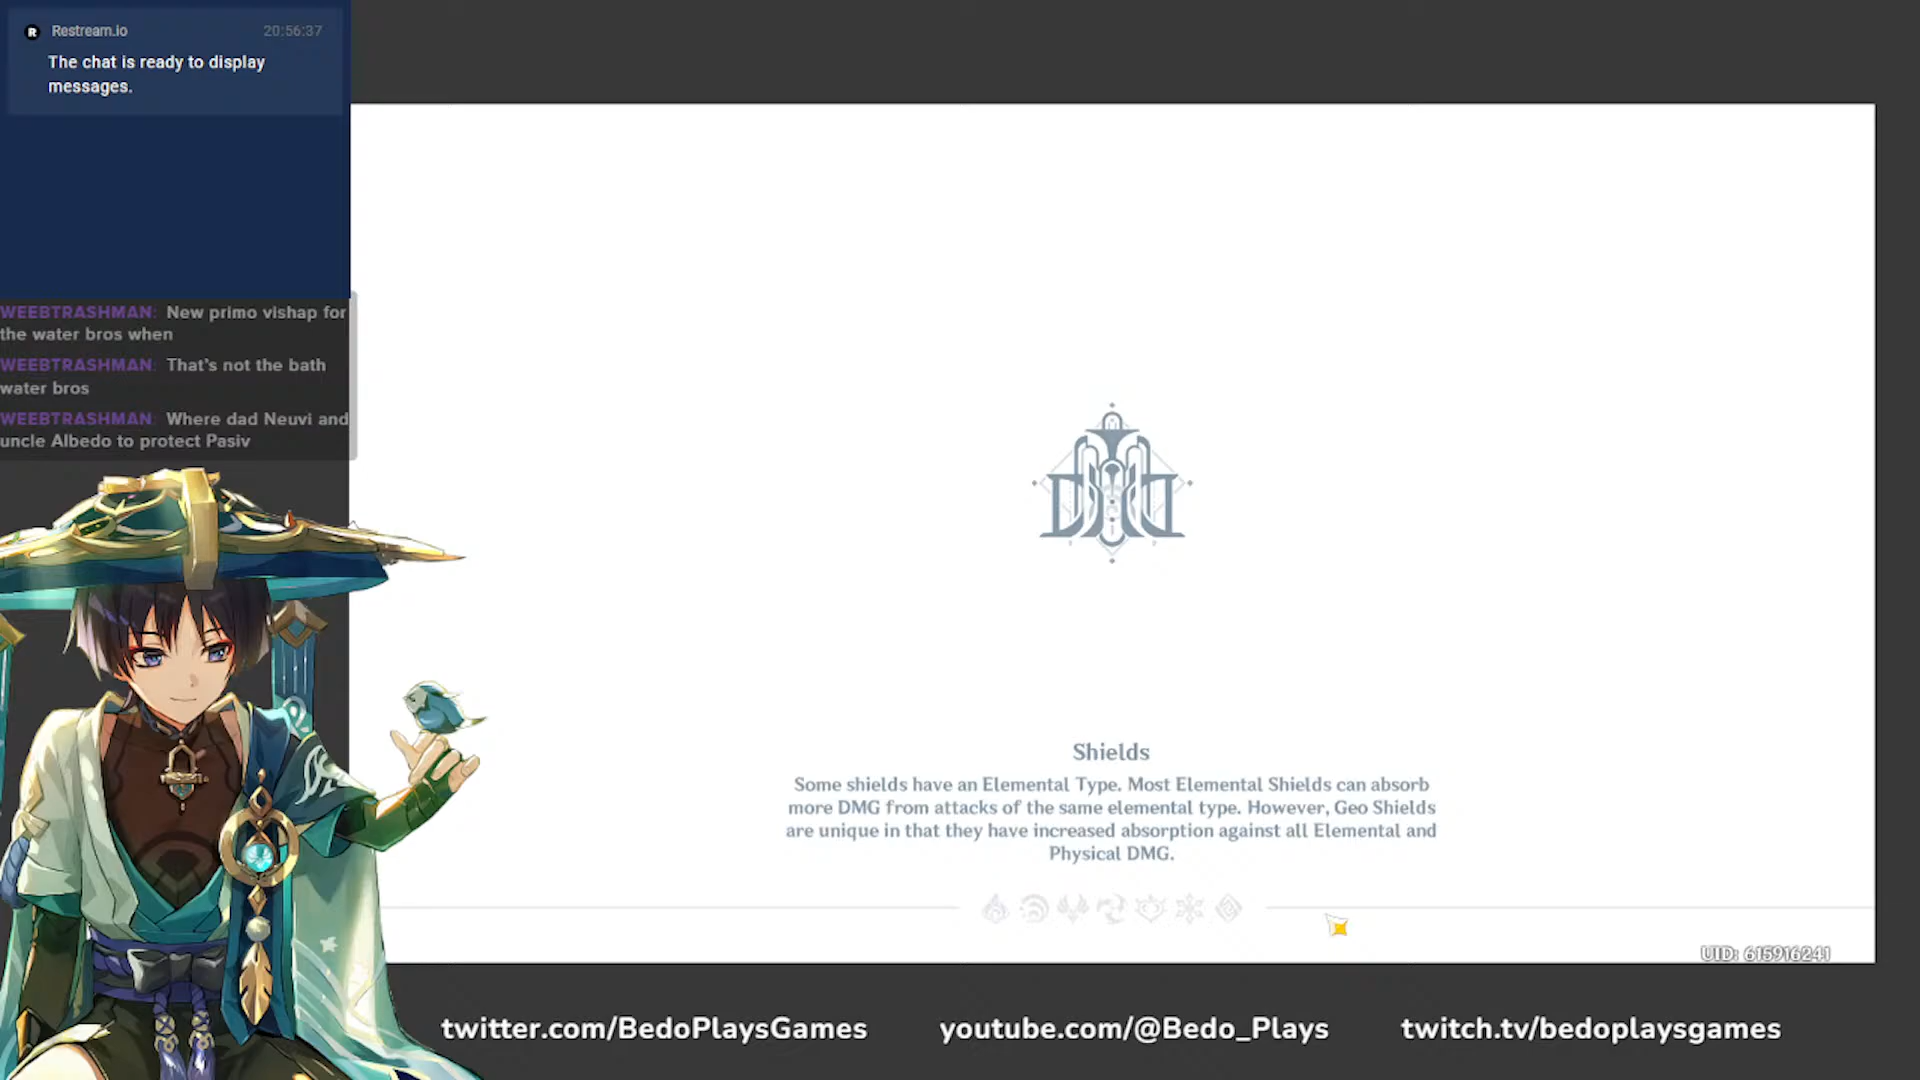 R Restream.io 20:56:37
The chat is ready to display
messages.
WEEBTRASHMAN: New primo vishap for
the water bros when
WEEBTRASHMAN: That's not the bath
water bros
WEEBTRASHMAN: Where dad Neuvi and
uncle Albedo to protect Pasiv
Shields
Some shields have an Elemental Type. Most Elemental Shields can absorb
more DMG from attacks of the same elemental type. However, Geo Shields
are unique in that they have increased absorption against all Elemental and
Physical DMG.
UID: 615916241
twitter.com/BedoPlaysGames youtube.com/@Bedo_Plays twitch.tv/bedoplaysgames